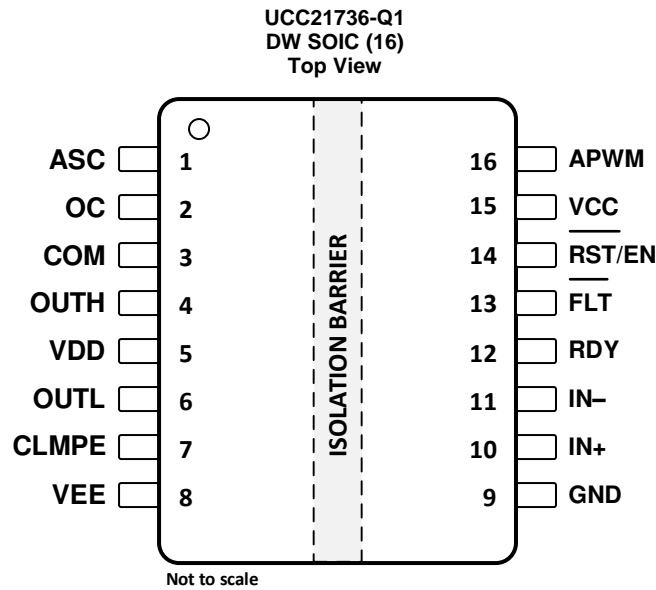 UCC21736-Q1
DW SOIC (16)
Top View
ASC 1 16 APWM
OC 2 15 VCC
COM 3 14 RST/EN
OUTH 4 13 FLT
VDD 5 12 RDY
OUTL 6 11 IN–
CLMPE 7 10 IN+
VEE 8 9 GND
ISOLATION BARRIER
Not to scale